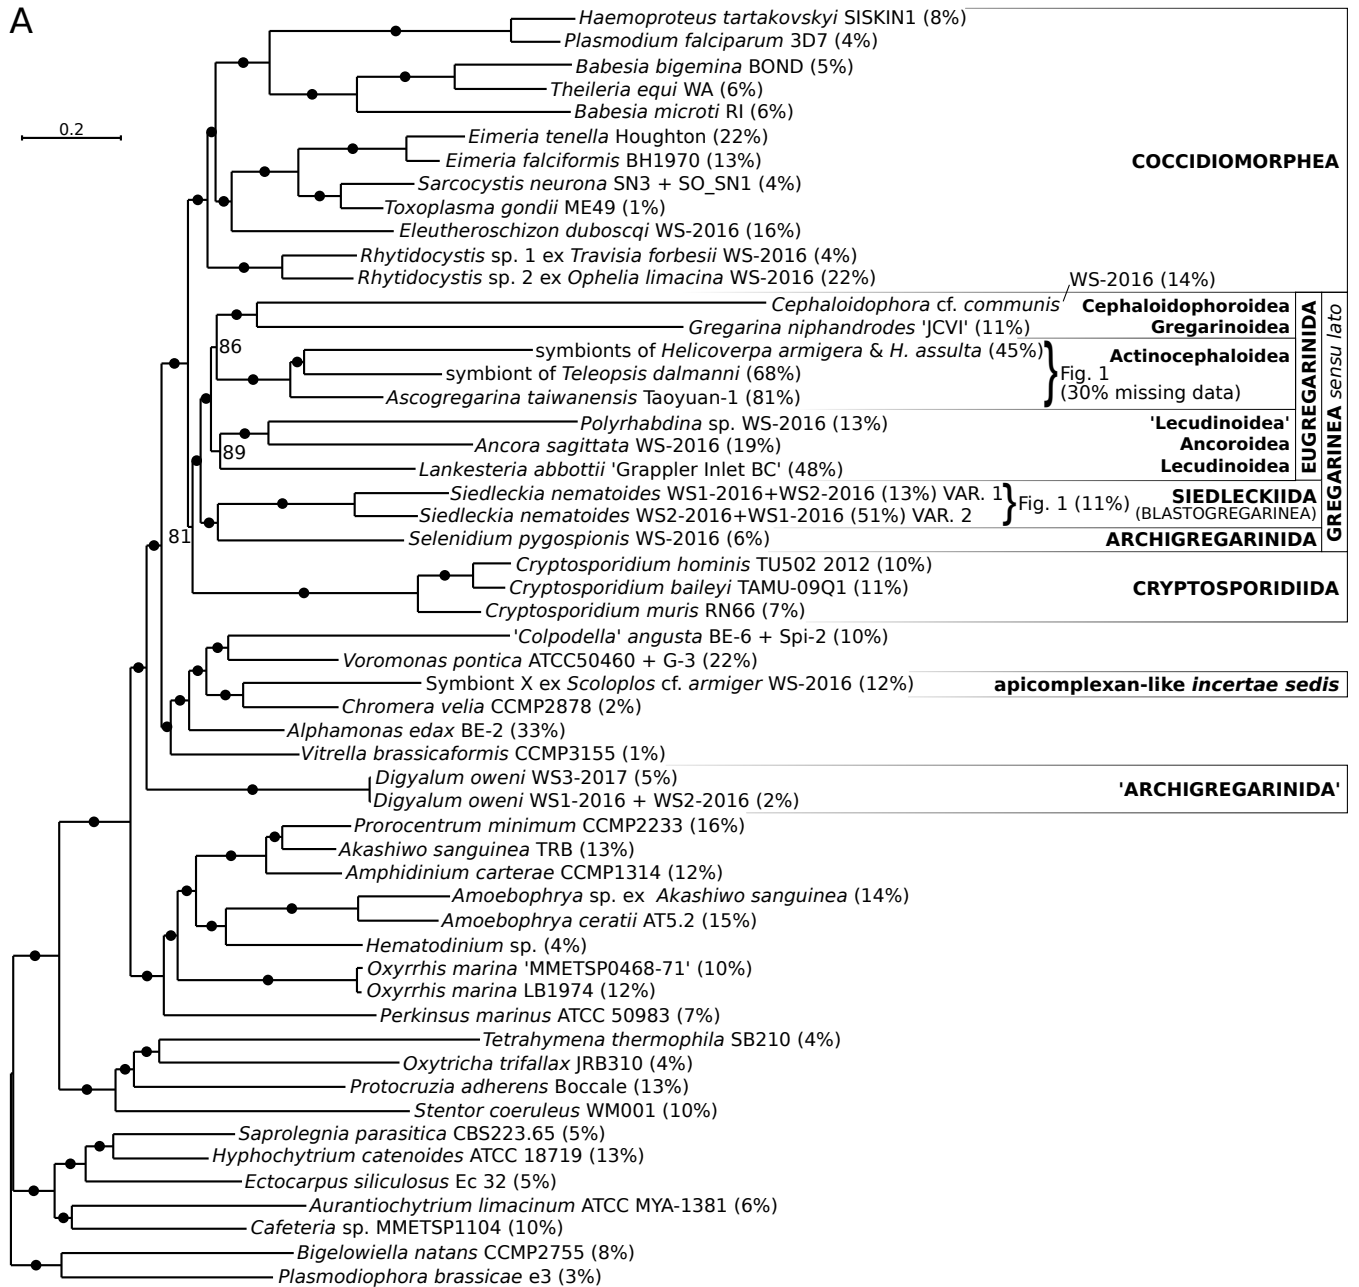 A
Haemoproteus tartakovskyi SISKIN1 (8%)
Plasmodium falciparum 3D7 (4%)
Babesia bigemina BOND (5%)
Theileria equi WA (6%)
Babesia microti RI (6%)
0.2
Eimeria tenella Houghton (22%)
Eimeria falciformis BH1970 (13%)
COCCIDIOMORPHEA
Sarcocystis neurona SN3 + SO_SN1 (4%)
Toxoplasma gondii ME49 (1%)
Eleutheroschizon duboscqi WS-2016 (16%)
Rhytidocystis sp. 1 ex Travisia forbesii WS-2016 (4%)
Rhytidocystis sp. 2 ex Ophelia limacina WS-2016 (22%)
WS-2016 (14%)
Cephaloidophora cf. communis
Cephaloidophoroidea
Gregarina niphandrodes 'JCVI' (11%)
Gregarinoidea
86
symbionts of Helicoverpa armigera & H. assulta (45%)
Actinocephaloidea
symbiont of Teleopsis dalmanni (68%)
Fig. 1
(30% missing data)
Ascogregarina taiwanensis Taoyuan-1 (81%)
Polyrhabdina sp. WS-2016 (13%)
'Lecudinoidea'
Ancora sagittata WS-2016 (19%)
Ancoroidea
89
Lankesteria abbottii 'Grappler Inlet BC' (48%)
Lecudinoidea
EUGREGARINIDA
GREGARINEA sensu lato
Siedleckia nematoides WS1-2016+WS2-2016 (13%) VAR. 1
Fig. 1 (11%)
SIEDLECKIIDA
(BLASTOGREGARINEA)
Siedleckia nematoides WS2-2016+WS1-2016 (51%) VAR. 2
81
Selenidium pygospionis WS-2016 (6%)
ARCHIGREGARINIDA
Cryptosporidium hominis TU502 2012 (10%)
Cryptosporidium baileyi TAMU-09Q1 (11%)
CRYPTOSPORIDIIDA
Cryptosporidium muris RN66 (7%)
'Colpodella' angusta BE-6 + Spi-2 (10%)
Voromonas pontica ATCC50460 + G-3 (22%)
Symbiont X ex Scoloplos cf. armiger WS-2016 (12%)
apicomplexan-like incertae sedis
Chromera velia CCMP2878 (2%)
Alphamonas edax BE-2 (33%)
Vitrella brassicaformis CCMP3155 (1%)
Digyalum oweni WS3-2017 (5%)
'ARCHIGREGARINIDA'
Digyalum oweni WS1-2016 + WS2-2016 (2%)
Prorocentrum minimum CCMP2233 (16%)
Akashiwo sanguinea TRB (13%)
Amphidinium carterae CCMP1314 (12%)
Amoebophrya sp. ex Akashiwo sanguinea (14%)
Amoebophrya ceratii AT5.2 (15%)
Hematodinium sp. (4%)
Oxyrrhis marina 'MMETSP0468-71' (10%)
Oxyrrhis marina LB1974 (12%)
Perkinsus marinus ATCC 50983 (7%)
Tetrahymena thermophila SB210 (4%)
Oxytricha trifallax JRB310 (4%)
Protocruzia adherens Boccale (13%)
Stentor coeruleus WM001 (10%)
Saprolegnia parasitica CBS223.65 (5%)
Hyphochytrium catenoides ATCC 18719 (13%)
Ectocarpus siliculosus Ec 32 (5%)
Aurantiochytrium limacinum ATCC MYA-1381 (6%)
Cafeteria sp. MMETSP1104 (10%)
Bigelowiella natans CCMP2755 (8%)
Plasmodiophora brassicae e3 (3%)